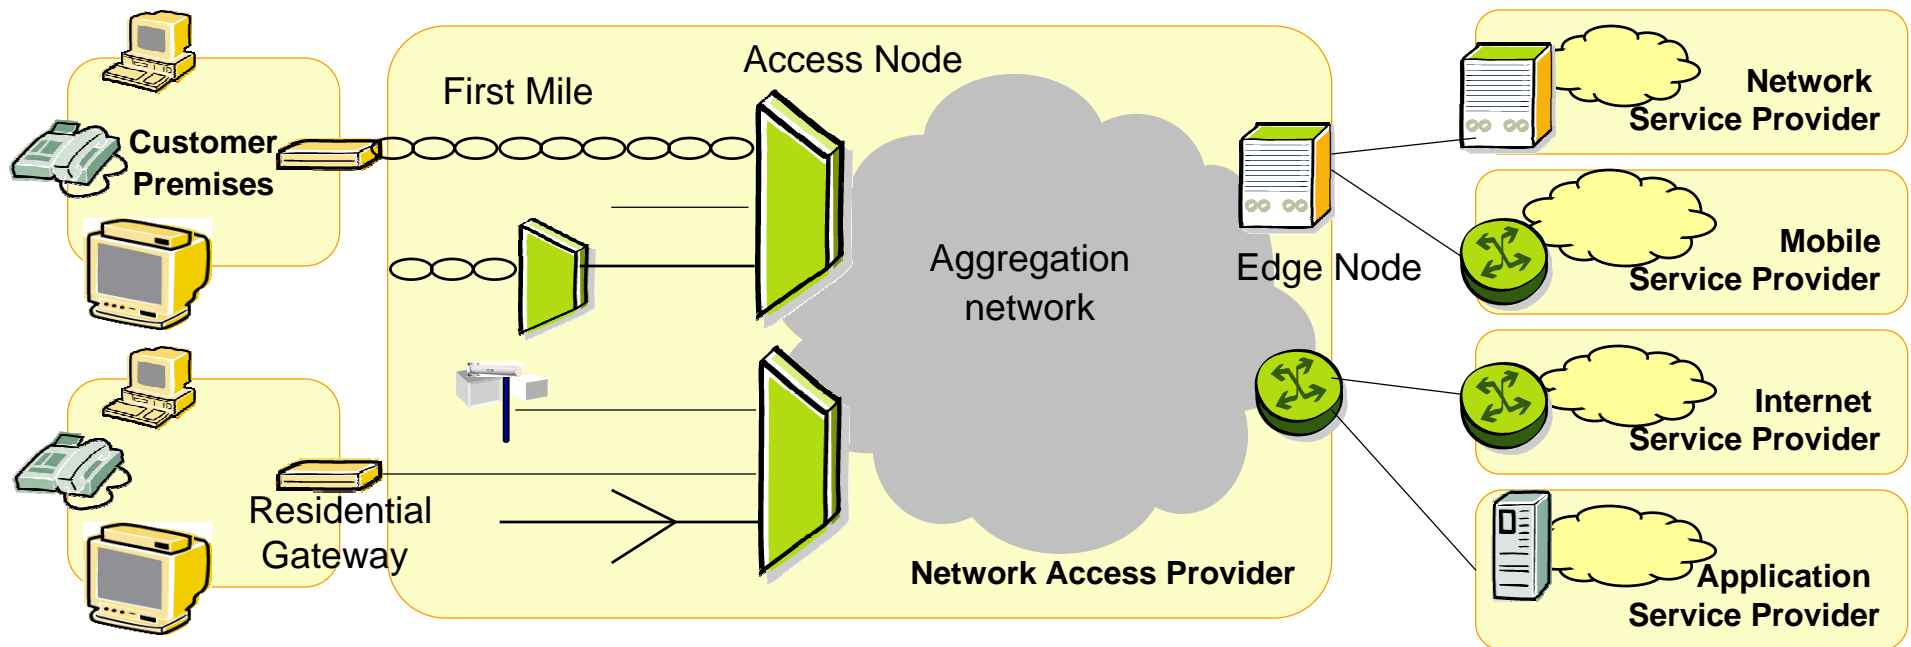 Access Node
First Mile
Customer
Premises
Aggregation
network
Edge Node
Residential
Gateway
Network Access Provider
Network
Service Provider
Mobile
Service Provider
Internet
Service Provider
Application
Service Provider